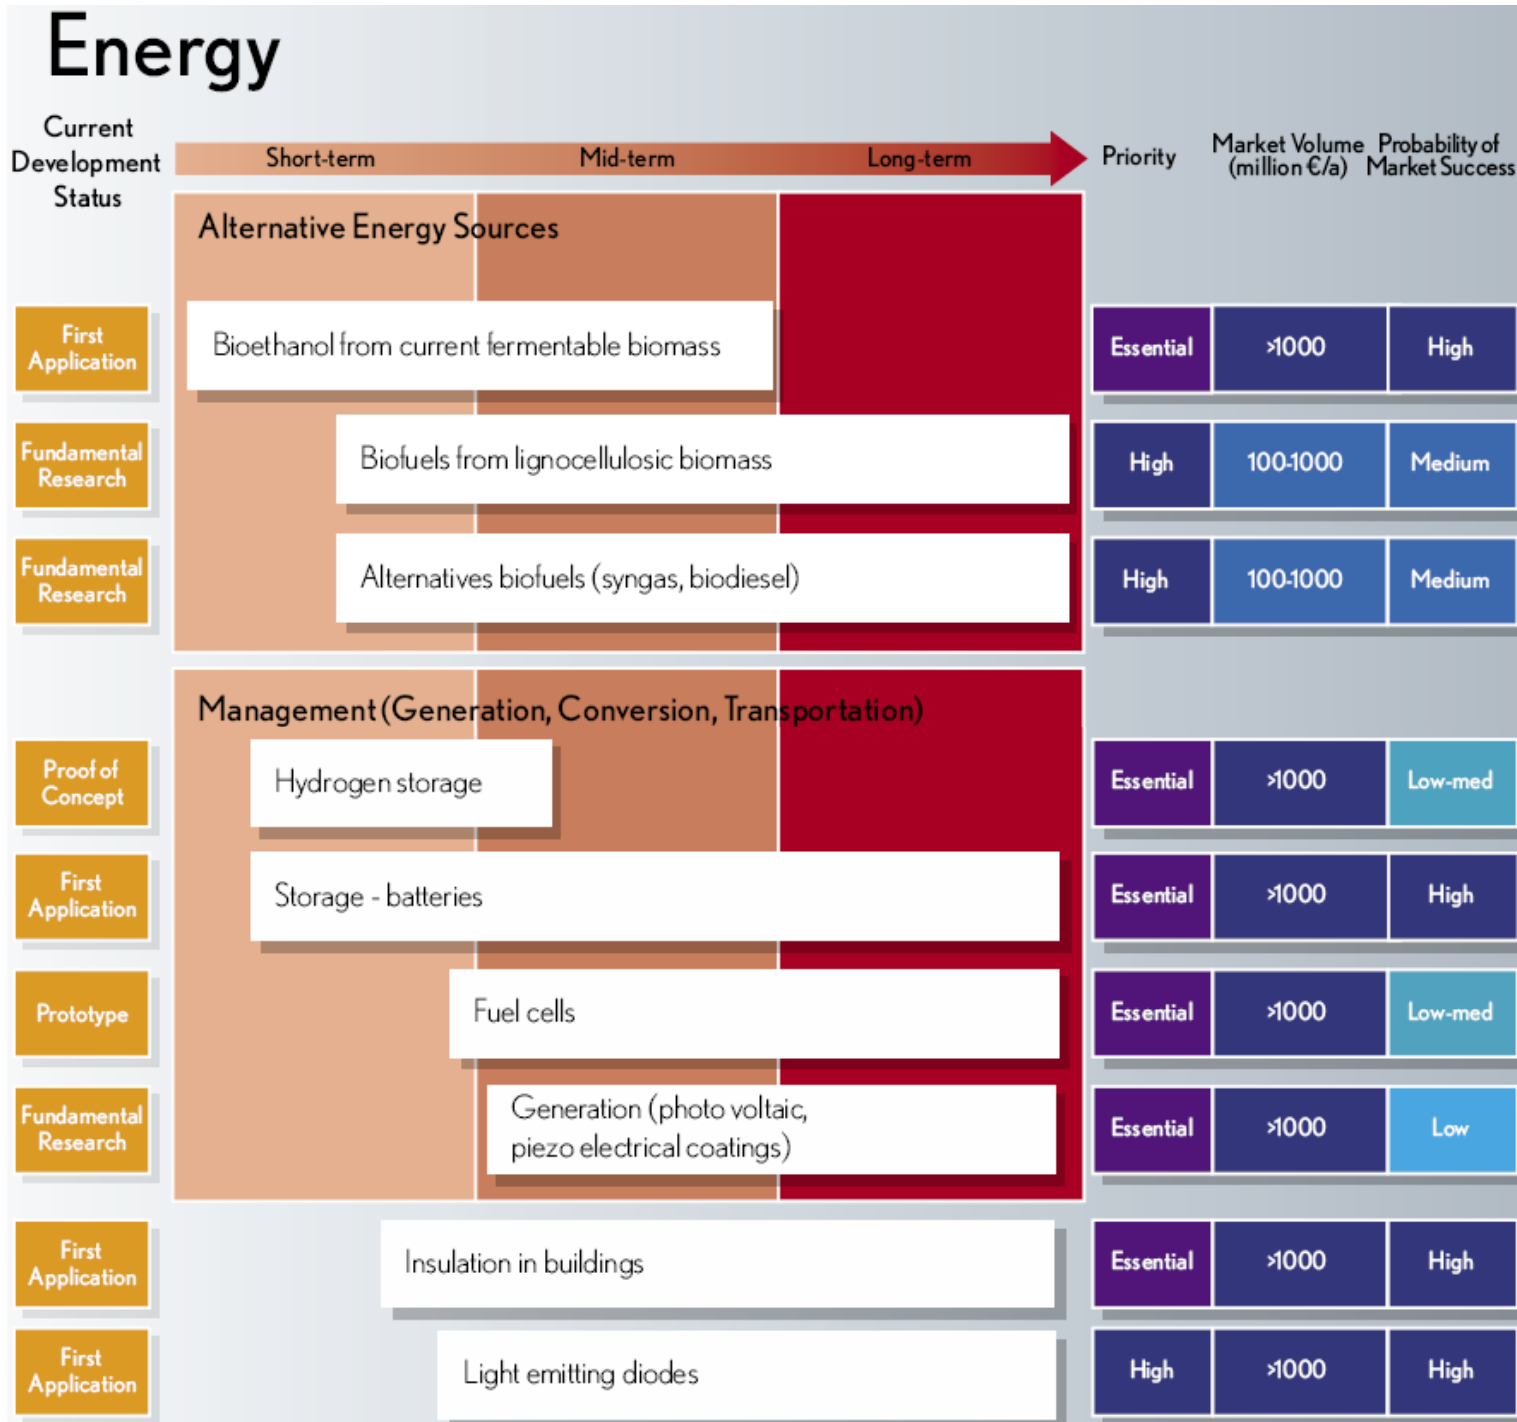 Energy
Current
Development
Status
Short-term
Mid-term
Long-term
Priority
Market Volume
(million €/a)
Probability of
Market Success
Alternative Energy Sources
First
Application
Bioethanol from current fermentable biomass
Essential
>1000
High
Fundamental
Research
Biofuels from lignocellulosic biomass
High
100-1000
Medium
Fundamental
Research
Alternatives biofuels (syngas, biodiesel)
High
100-1000
Medium
Management (Generation, Conversion, Transportation)
Proof of
Concept
Hydrogen storage
Essential
>1000
Low-med
First
Application
Storage - batteries
Essential
>1000
High
Prototype
Fuel cells
Essential
>1000
Low-med
Fundamental
Research
Generation (photo voltaic,
piezo electrical coatings)
Essential
>1000
Low
First
Application
Insulation in buildings
Essential
>1000
High
First
Application
Light emitting diodes
High
>1000
High